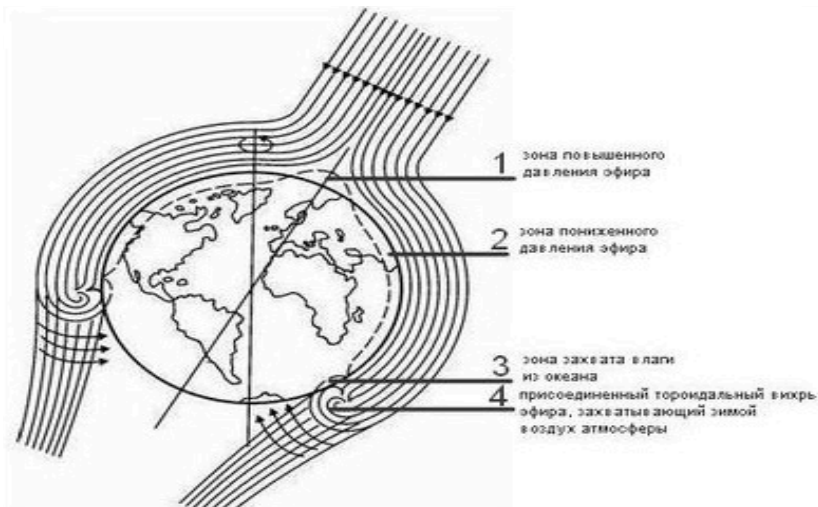 1 зона повышенного
давления эфира
2 зона пониженного
давления эфира
3 зона захвата влаги
из океана
4 присоединенный тороидальный вихрь
эфира, захватывающий зимой
воздух атмосферы